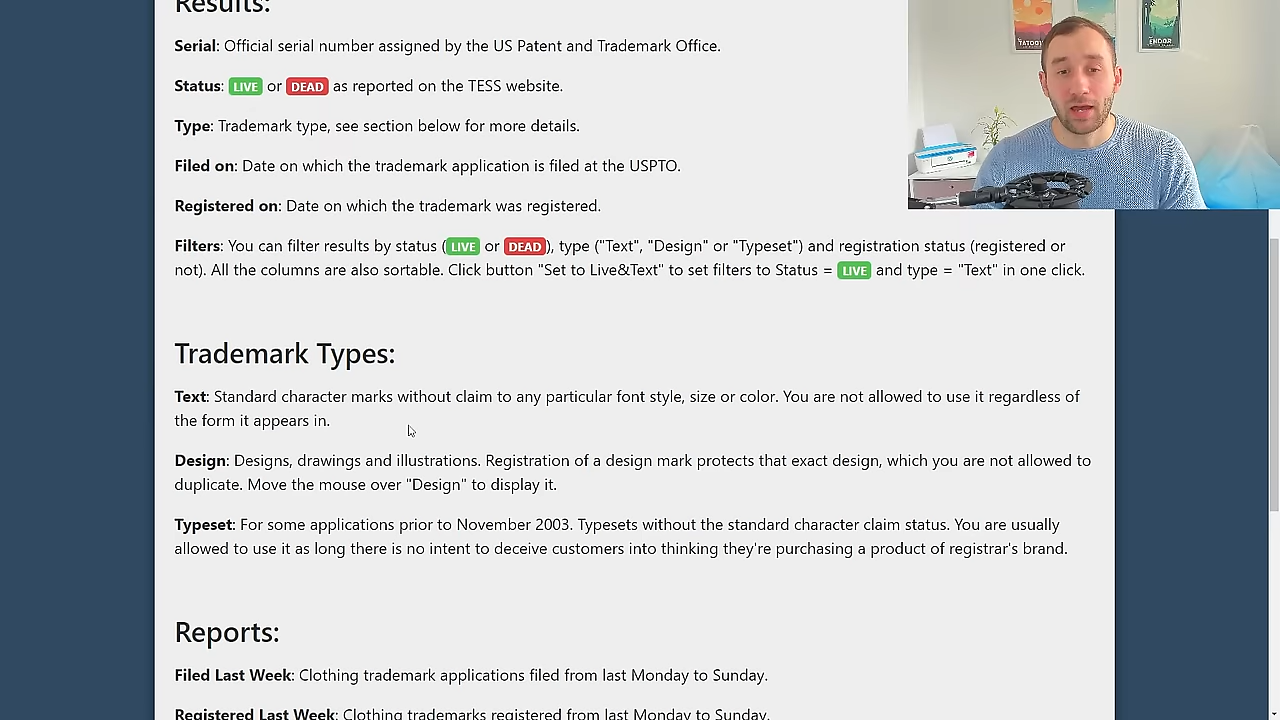 Results:
Serial: Official serial number assigned by the US Patent and Trademark Office.
Status: LIVE or DEAD as reported on the TESS website.
Type: Trademark type, see section below for more details.
Filed on: Date on which the trademark application is filed at the USPTO.
Registered on: Date on which the trademark was registered.
Filters: You can filter results by status (LIVE or DEAD), type ("Text", "Design" or "Typeset") and registration status (registered or
not). All the columns are also sortable. Click button "Set to Live&Text" to set filters to Status = LIVE and type = "Text" in one click.
Trademark Types:
Text: Standard character marks without claim to any particular font style, size or color. You are not allowed to use it regardless of
the form it appears in.
Design: Designs, drawings and illustrations. Registration of a design mark protects that exact design, which you are not allowed to
duplicate. Move the mouse over "Design" to display it.
Typeset: For some applications prior to November 2003. Typesets without the standard character claim status. You are usually
allowed to use it as long there is no intent to deceive customers into thinking they're purchasing a product of registrar's brand.
Reports:
Filed Last Week: Clothing trademark applications filed from last Monday to Sunday.
Registered Last Week: Clothing trademarks registered from last Monday to Sunday.
TATOO
ENDOR